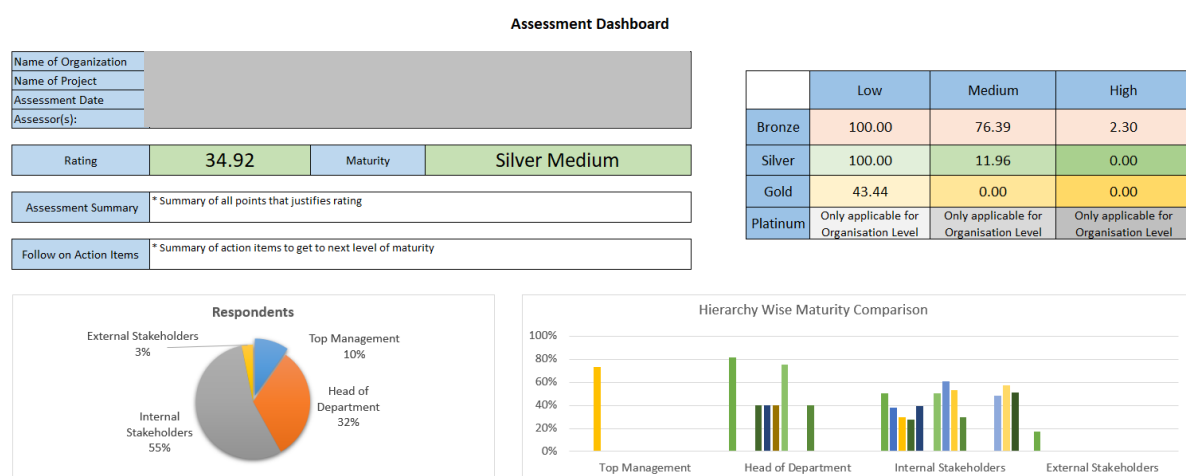 Assessment Dashboard
Name of Organization
Name of Project
Assessment Date
Assessor(s):
Rating 34.92 Maturity Silver Medium
Assessment Summary * Summary of all points that justifies rating
Follow on Action Items * Summary of action items to get to next level of maturity
Low Medium High
Bronze 100.00 76.39 2.30
Silver 100.00 11.96 0.00
Gold 43.44 0.00 0.00
Platinum Only applicable for Organisation Level Only applicable for Organisation Level Only applicable for Organisation Level
Respondents
External Stakeholders
3%
Top Management
10%
Head of
Department
32%
Internal
Stakeholders
55%
Hierarchy Wise Maturity Comparison
100%
80%
60%
40%
20%
0%
Top Management Head of Department Internal Stakeholders External Stakeholders